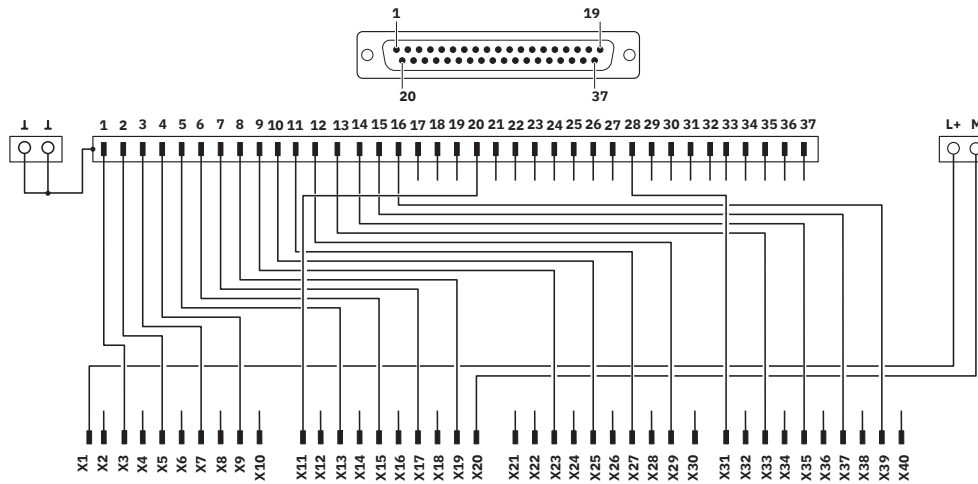 1 19
20 37
⊥ ⊥ 1 2 3 4 5 6 7 8 9 10 11 12 13 14 15 16 17 18 19 20 21 22 23 24 25 26 27 28 29 30 31 32 33 34 35 36 37 L+ M
X1 X2 X3 X4 X5 X6 X7 X8 X9 X10 X11 X12 X13 X14 X15 X16 X17 X18 X19 X20 X21 X22 X23 X24 X25 X26 X27 X28 X29 X30 X31 X32 X33 X34 X35 X36 X37 X38 X39 X40